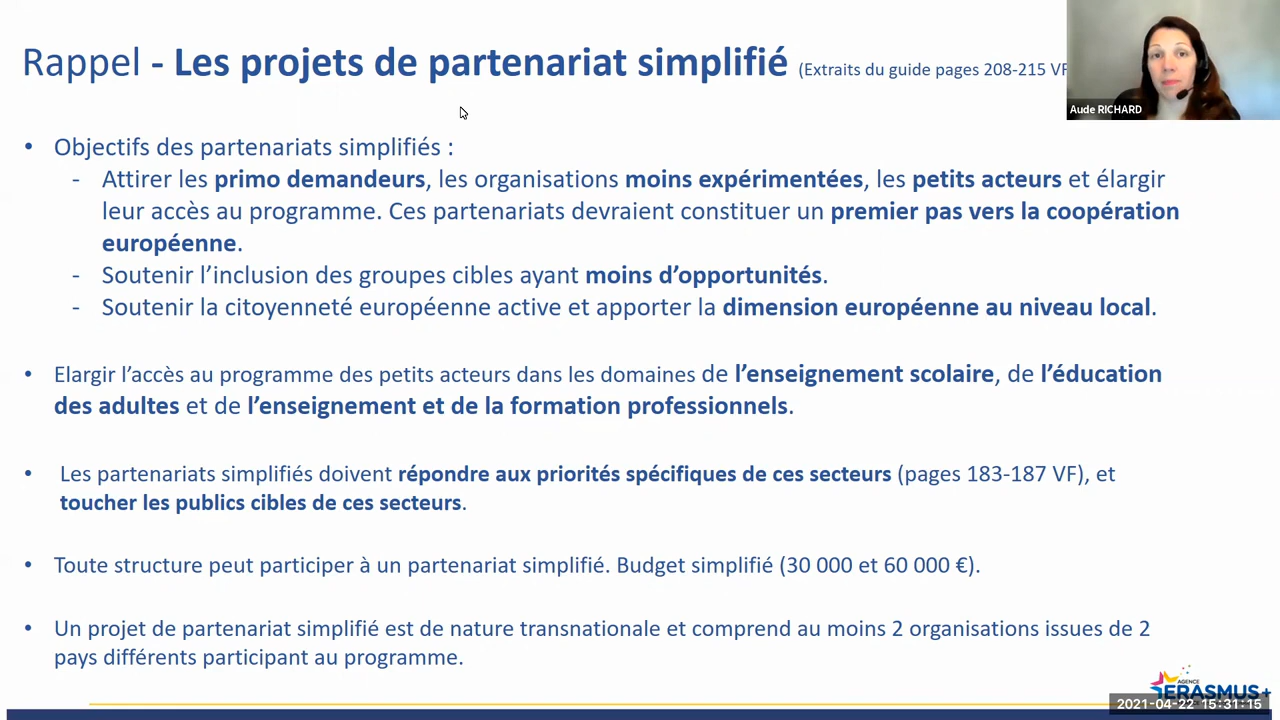 Rappel - Les projets de partenariat simplifié (Extraits du guide pages 208-215 VF
Aude RICHARD
• Objectifs des partenariats simplifiés :
- Attirer les primo demandeurs, les organisations moins expérimentées, les petits acteurs et élargir
leur accès au programme. Ces partenariats devraient constituer un premier pas vers la coopération
européenne.
- Soutenir l’inclusion des groupes cibles ayant moins d’opportunités.
- Soutenir la citoyenneté européenne active et apporter la dimension européenne au niveau local.
• Elargir l’accès au programme des petits acteurs dans les domaines de l’enseignement scolaire, de l’éducation
des adultes et de l’enseignement et de la formation professionnels.
• Les partenariats simplifiés doivent répondre aux priorités spécifiques de ces secteurs (pages 183-187 VF), et
toucher les publics cibles de ces secteurs.
• Toute structure peut participer à un partenariat simplifié. Budget simplifié (30 000 et 60 000 €).
• Un projet de partenariat simplifié est de nature transnationale et comprend au moins 2 organisations issues de 2
pays différents participant au programme.
AGENCE
ERASMUS+
2021-04-22 15:31:15